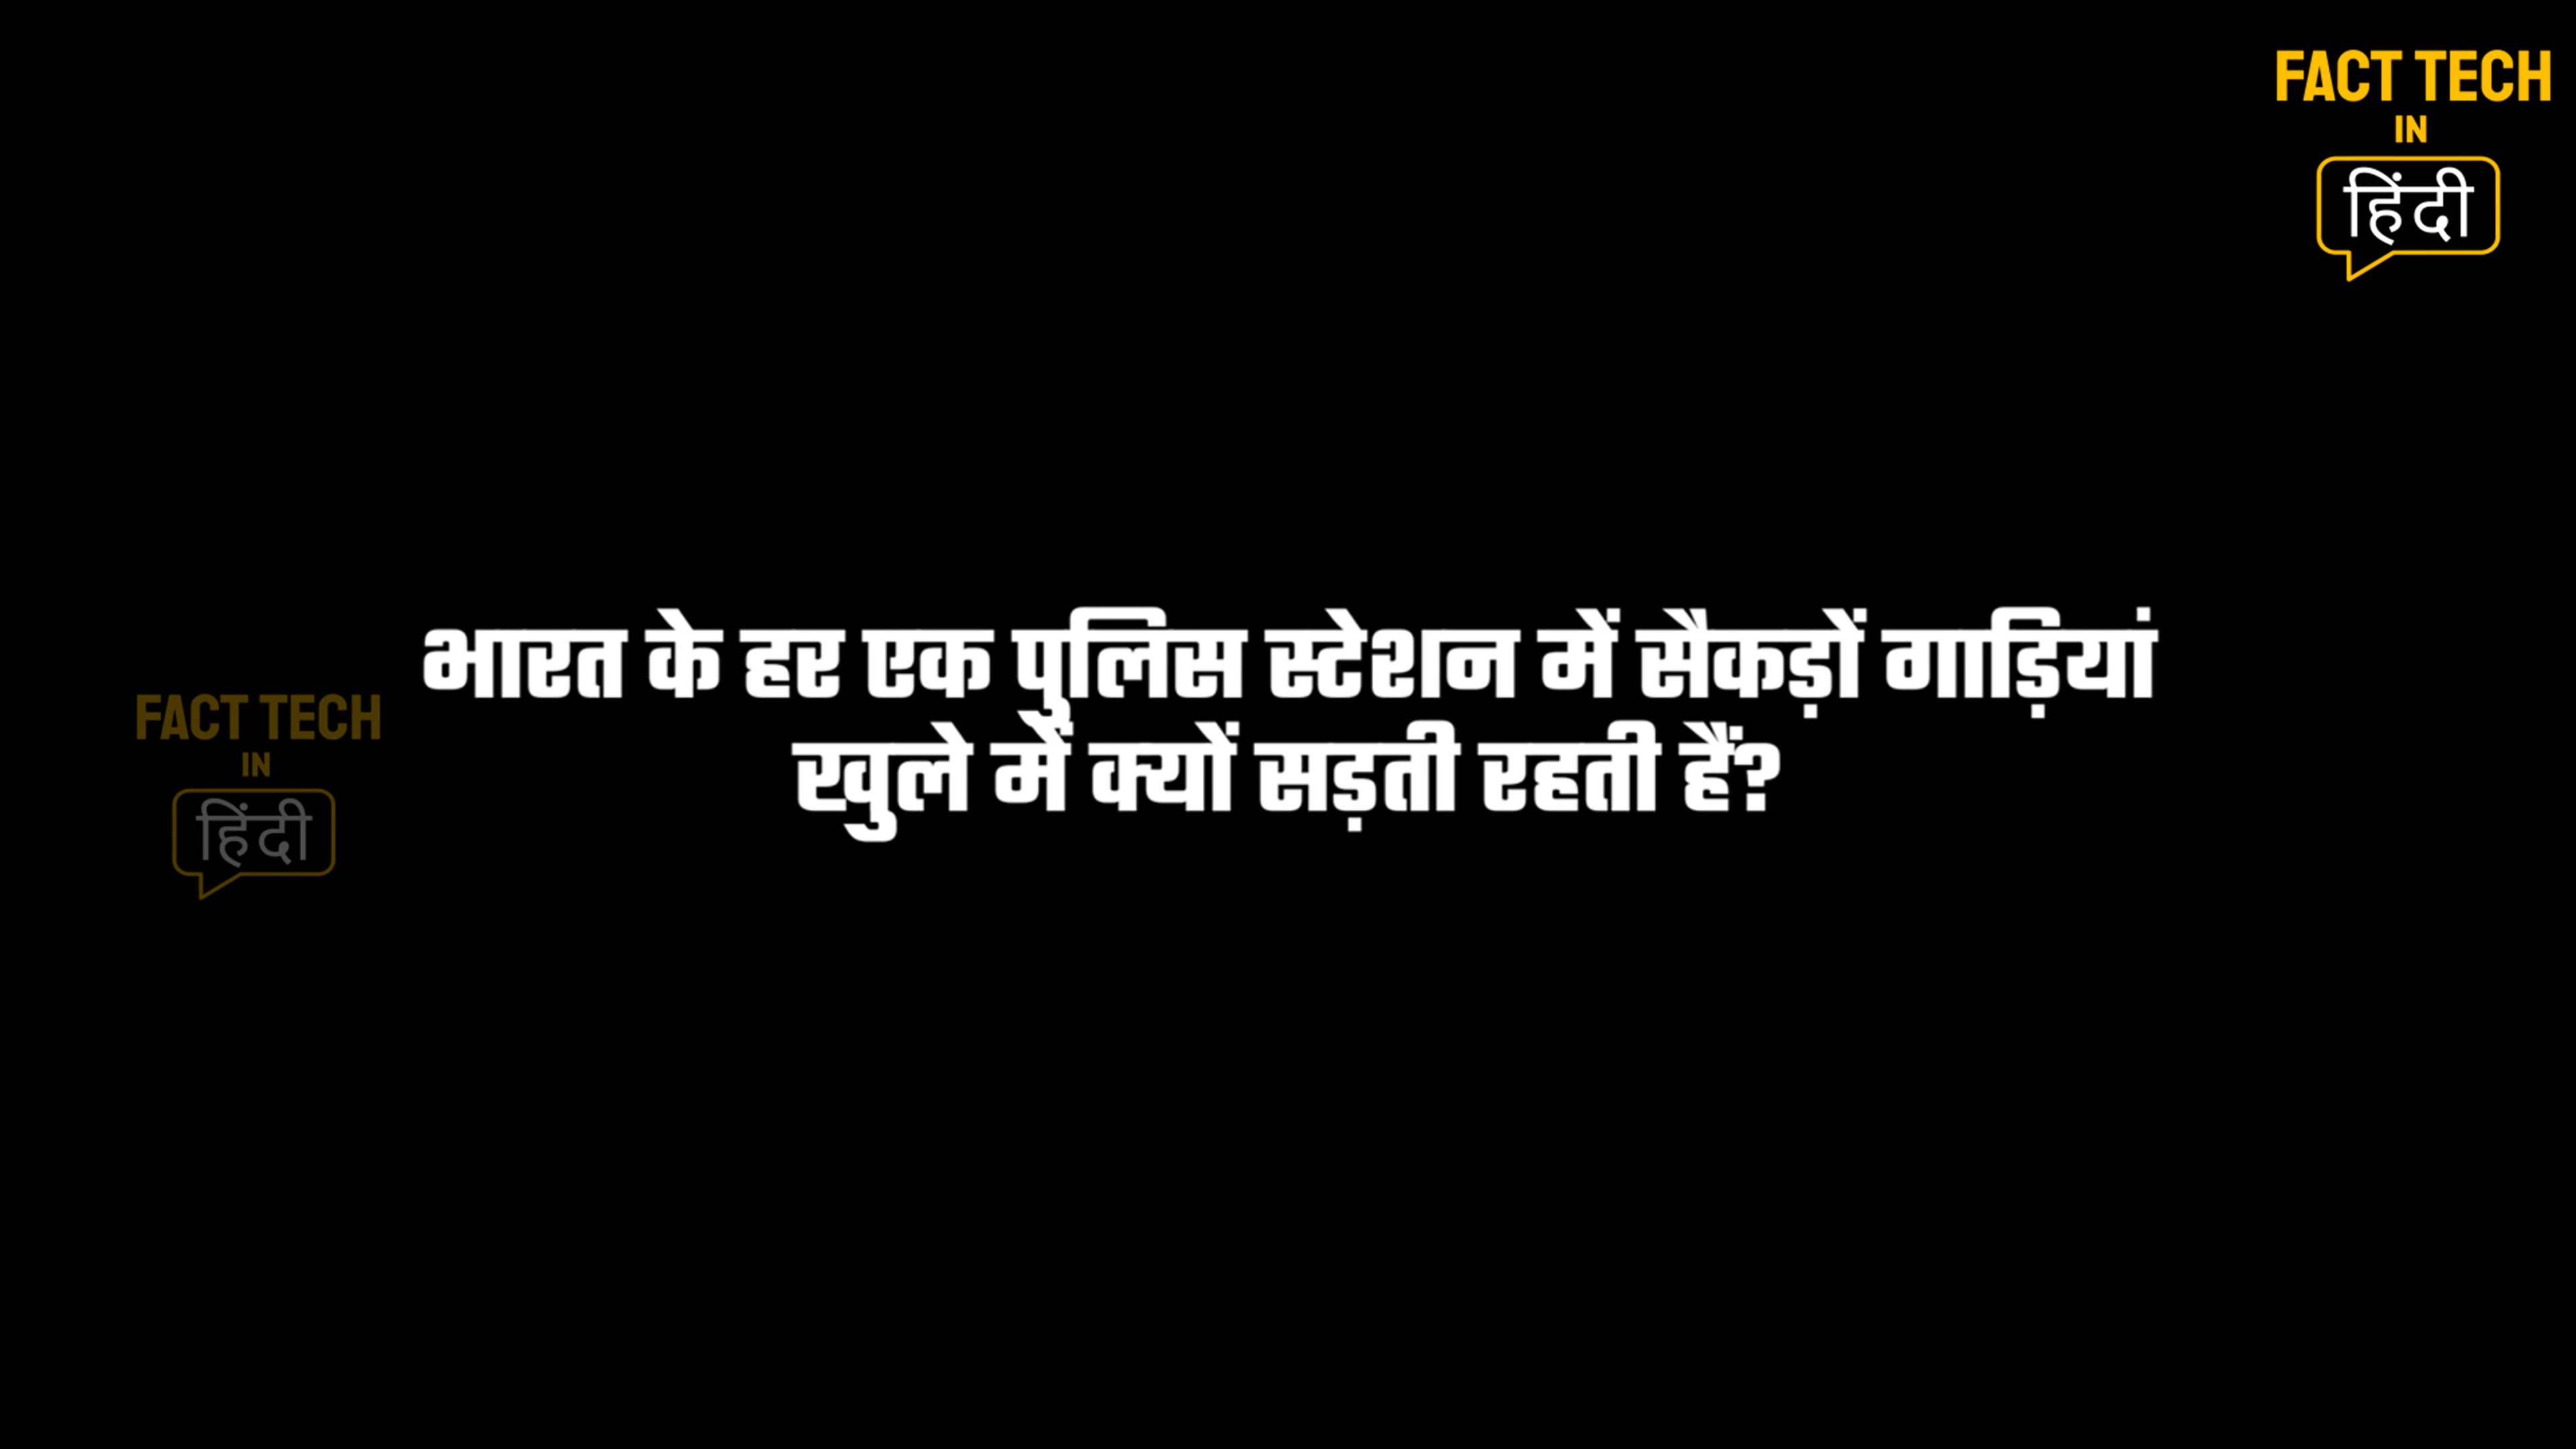 FACT TECH
IN
हिंदी
भारत के हर एक पुलिस स्टेशन में सैकड़ों गाड़ियां
खुले में क्यों सड़ती रहती हैं?
FACT TECH
IN
हिंदी